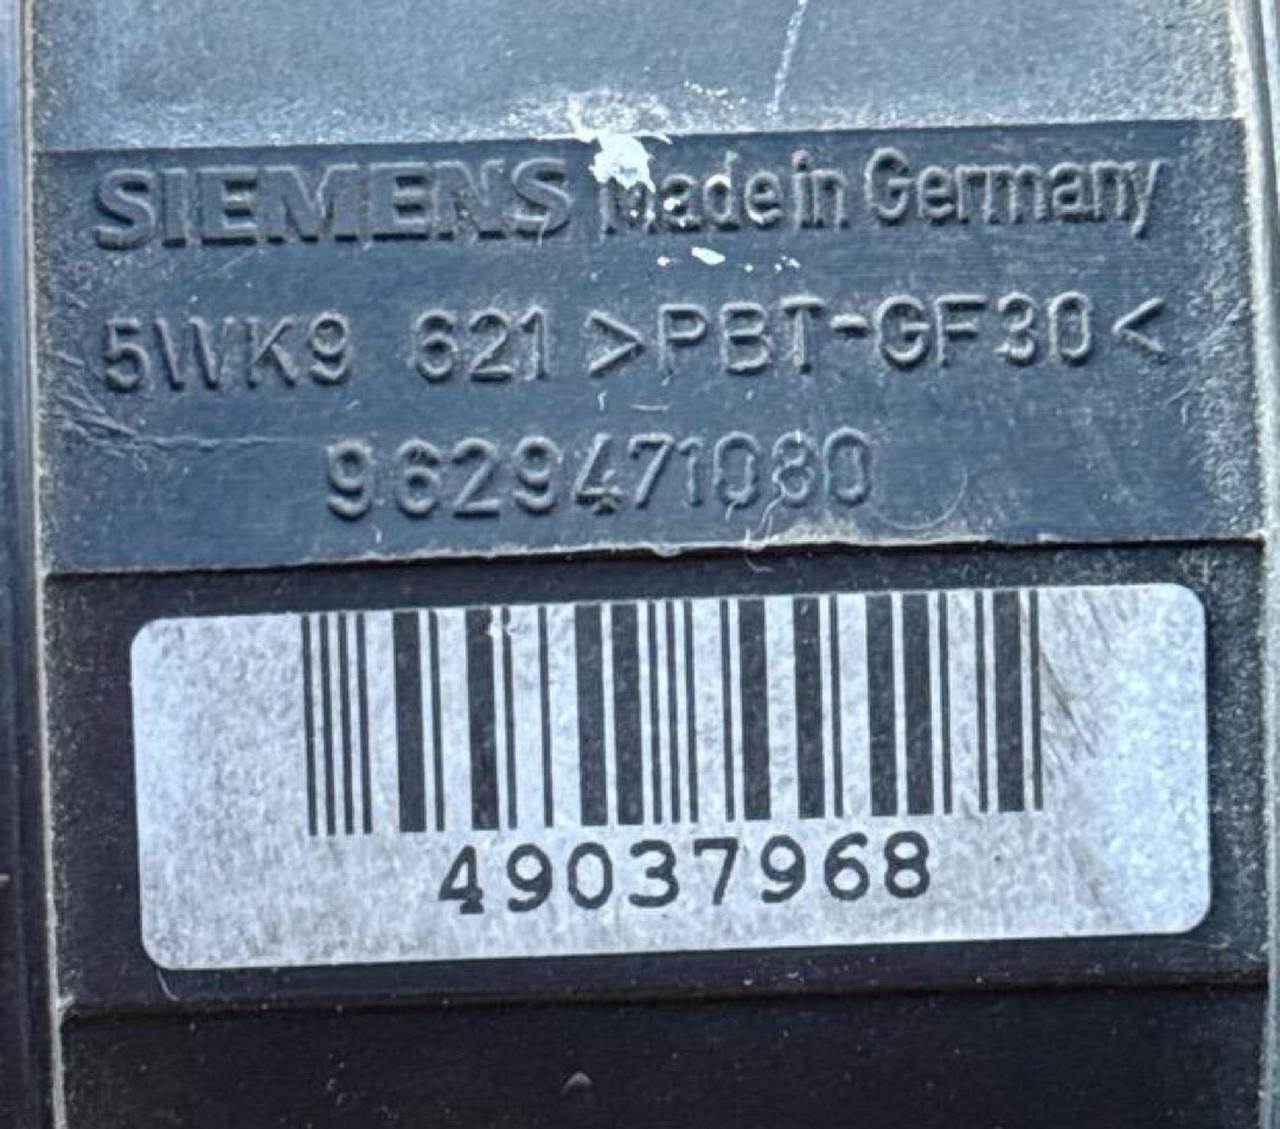 SIEMENS Made in Germany
5WK9 621 >PBT-GF30<
9629471080
49037968